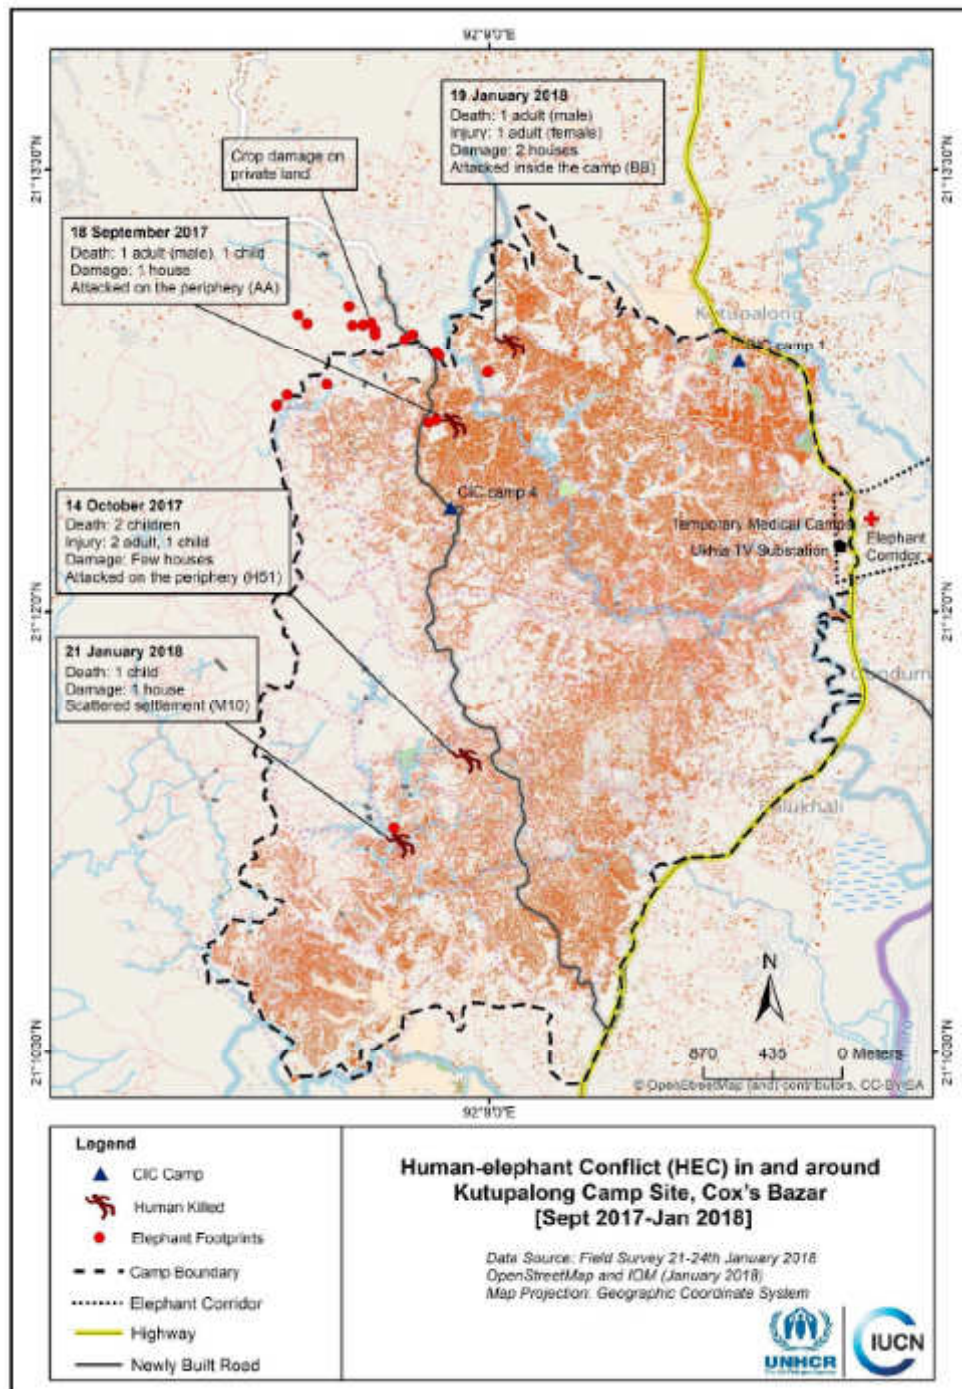 92°9'0"E
19 January 2018
Death: 1 adult (male)
Injury: 1 adult (female)
Damage: 2 houses
Attacked inside the camp (BB)
Crop damage on
private land
21°13'30"N
21°13'30"N
18 September 2017
Death: 1 adult (male), 1 child
Damage: 1 house
Attacked on the periphery (AA)
Kutupalong
CIC camp 1
14 October 2017
Death: 2 children
Injury: 2 adult, 1 child
Damage: Few houses
Attacked on the periphery (H51)
CIC camp 4
Temporary Medical Camps
Ukhia TV Substation
Elephant
Corridor
21°12'0"N
21°12'0"N
21 January 2018
Death: 1 child
Damage: 1 house
Scattered settlement (M10)
N
870 435 0 Meters
21°10'30"N
21°10'30"N
© OpenStreetMap (and) contributors, CC-BY-SA
92°9'0"E
Legend
CIC Camp
Human Killed
Elephant Footprints
Camp Boundary
Elephant Corridor
Highway
Newly Built Road
Human-elephant Conflict (HEC) in and around
Kutupalong Camp Site, Cox's Bazar
[Sept 2017-Jan 2018]
Data Source: Field Survey 21-24th January 2018
OpenStreetMap and IOM (January 2018)
Map Projection: Geographic Coordinate System
UNHCR
IUCN